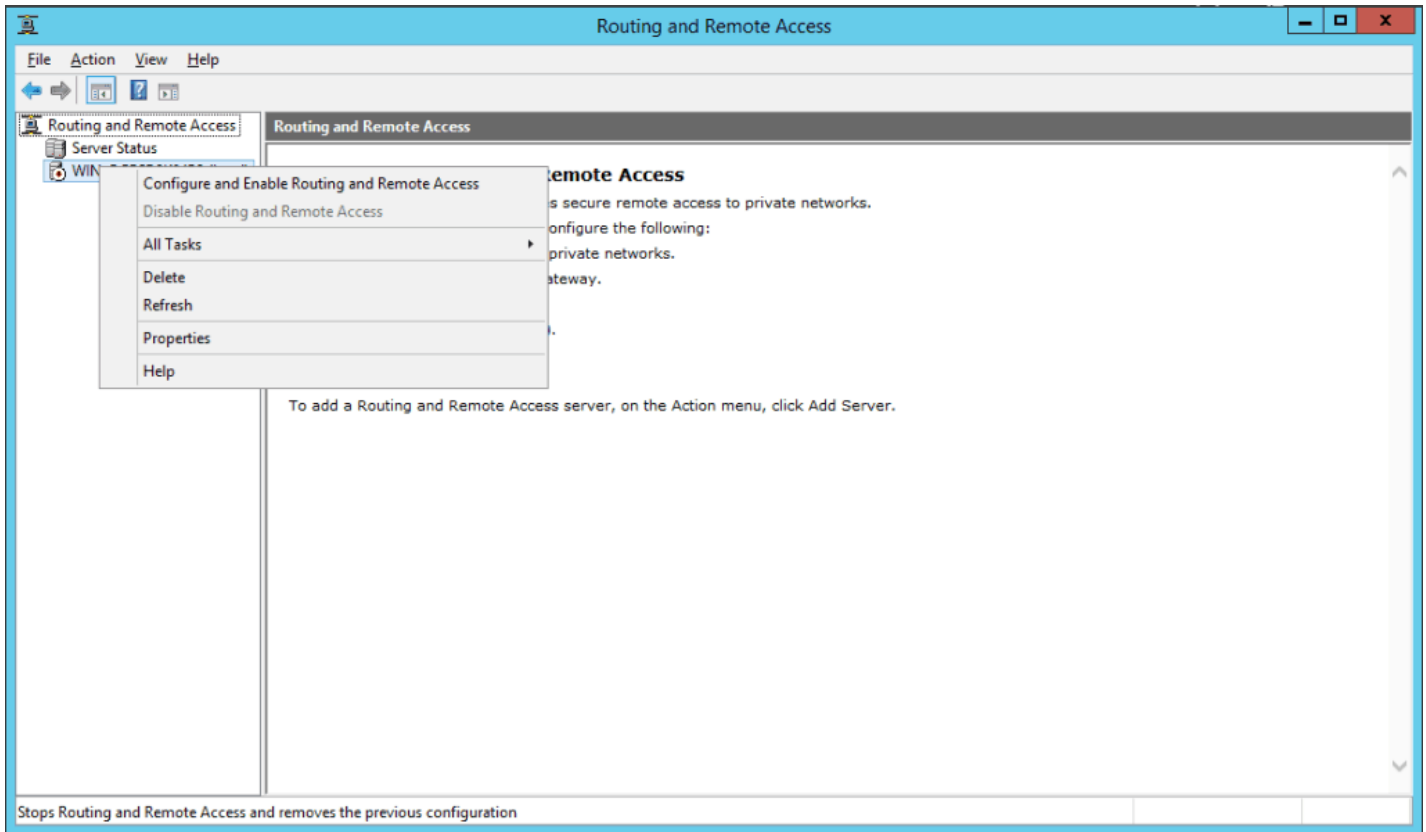 Routing and Remote Access
File Action View Help
Routing and Remote Access
Server Status
WIN
Routing and Remote Access
Configure and Enable Routing and Remote Access
Disable Routing and Remote Access
All Tasks
Delete
Refresh
Properties
Help
Remote Access
s secure remote access to private networks.
onfigure the following:
private networks.
ateway.
).
To add a Routing and Remote Access server, on the Action menu, click Add Server.
Stops Routing and Remote Access and removes the previous configuration